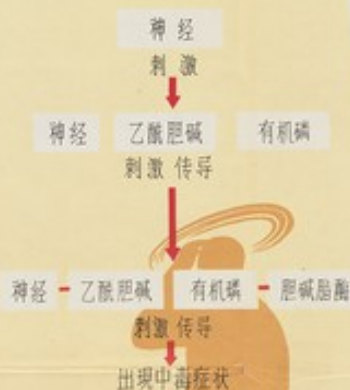 神经
刺激
神经 乙酰胆碱 有机磷
刺激 传导
神经 - 乙酰胆碱 有机磷 - 胆碱脂酶
刺激 传导
出现中毒症状